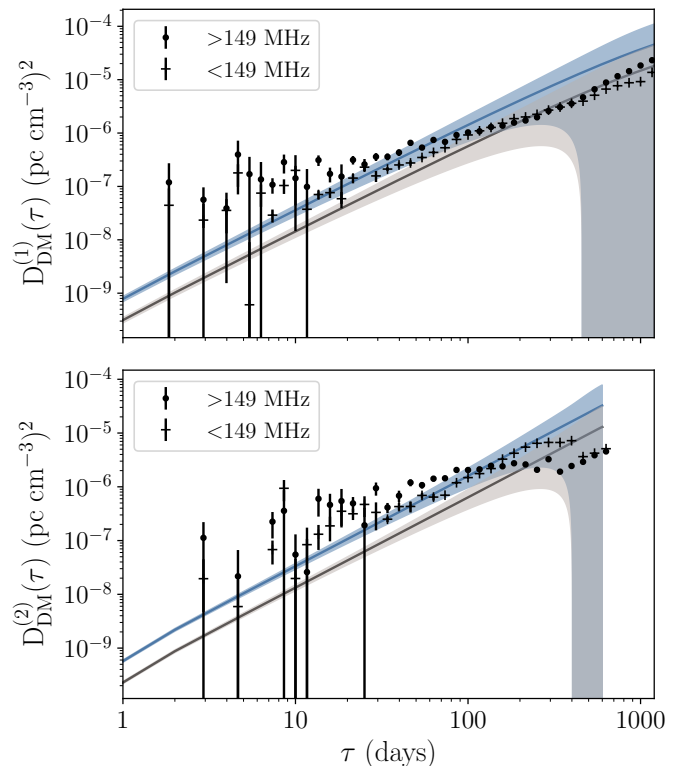 10⁻⁴
10⁻⁵
10⁻⁶
10⁻⁷
10⁻⁸
10⁻⁹
D_DM^(1)(τ) (pc cm⁻³)²
>149 MHz
<149 MHz
10⁻⁴
10⁻⁵
10⁻⁶
10⁻⁷
10⁻⁸
10⁻⁹
D_DM^(2)(τ) (pc cm⁻³)²
>149 MHz
<149 MHz
1 10 100 1000
τ (days)